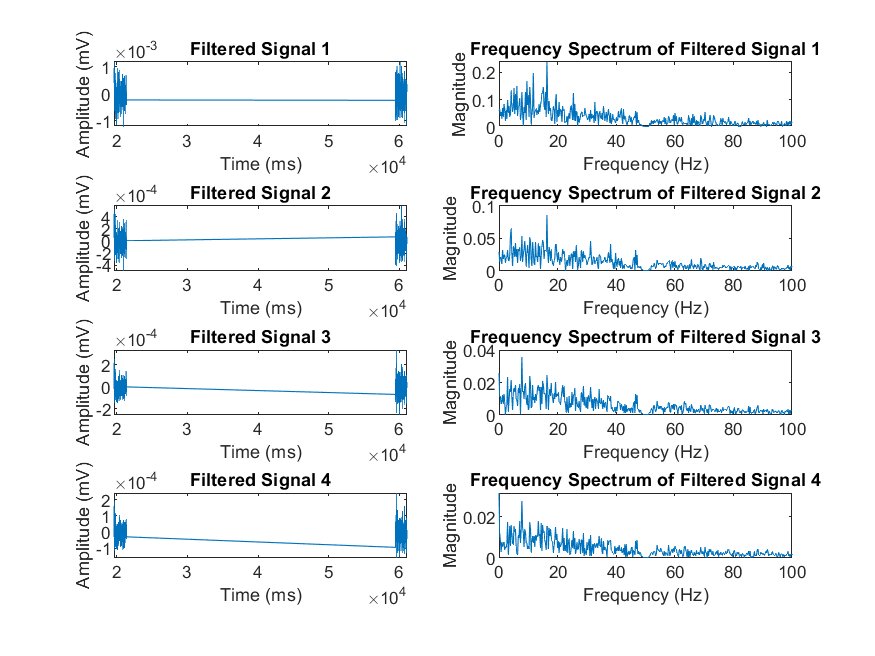 Filtered Signal 1
×10⁻³
Amplitude (mV)
1
0
-1
2 3 4 5 6
Time (ms)
×10⁴
Frequency Spectrum of Filtered Signal 1
Magnitude
0.2
0.1
0
0 20 40 60 80 100
Frequency (Hz)
Filtered Signal 2
×10⁻⁴
Amplitude (mV)
4
2
0
-2
-4
2 3 4 5 6
Time (ms)
×10⁴
Frequency Spectrum of Filtered Signal 2
Magnitude
0.1
0.05
0
0 20 40 60 80 100
Frequency (Hz)
Filtered Signal 3
×10⁻⁴
Amplitude (mV)
2
0
-2
2 3 4 5 6
Time (ms)
×10⁴
Frequency Spectrum of Filtered Signal 3
Magnitude
0.04
0.02
0
0 20 40 60 80 100
Frequency (Hz)
Filtered Signal 4
×10⁻⁴
Amplitude (mV)
2
1
0
-1
2 3 4 5 6
Time (ms)
×10⁴
Frequency Spectrum of Filtered Signal 4
Magnitude
0.02
0
0 20 40 60 80 100
Frequency (Hz)